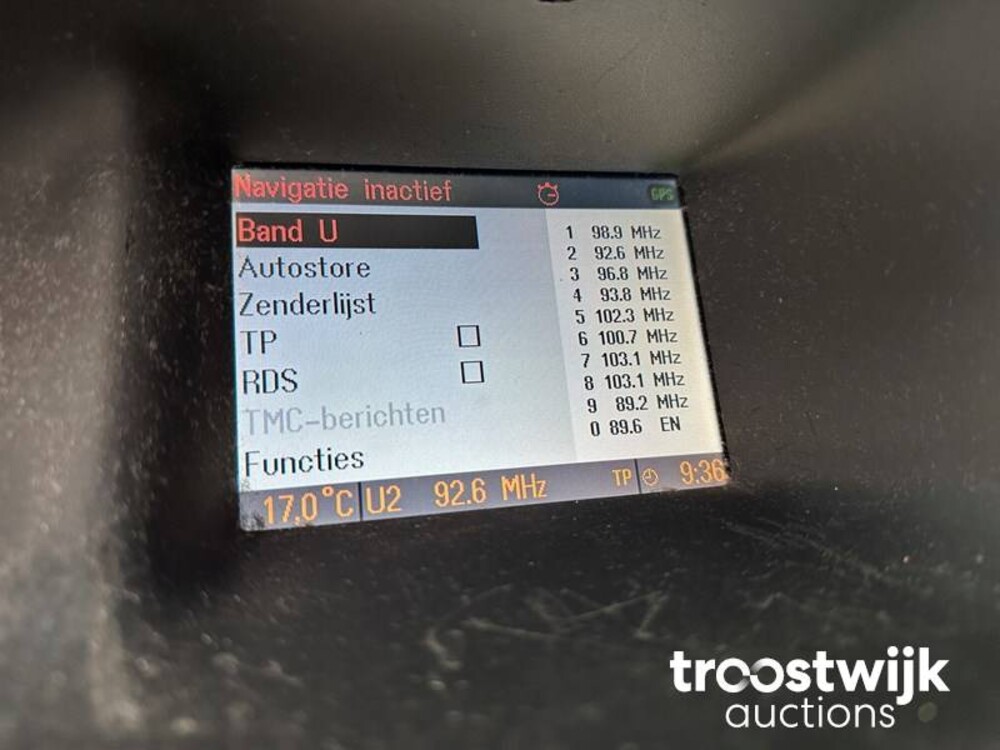 Navigatie inactief GPS
Band U
Autostore
Zenderlijst
TP
RDS
TMC-berichten
Functies
1 98.9 MHz
2 92.6 MHz
3 96.8 MHz
4 93.8 MHz
5 102.3 MHz
6 100.7 MHz
7 103.1 MHz
8 103.1 MHz
9 89.2 MHz
0 89.6 EN
17,0°C U2 92.6 MHz TP 9:36
troostwijk
auctions